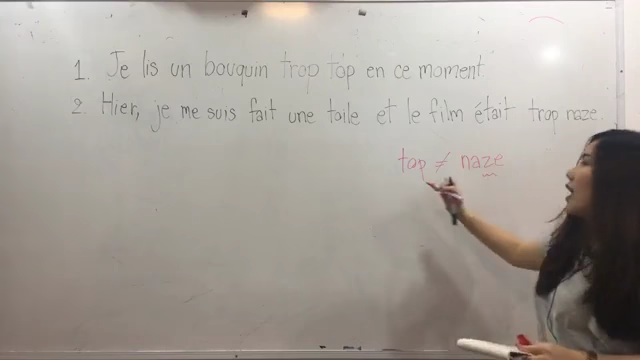 1. Je lis un bouquin trop top en ce moment
2. Hier, je me suis fait une toile et le film était trop naze.
top ≠ naze